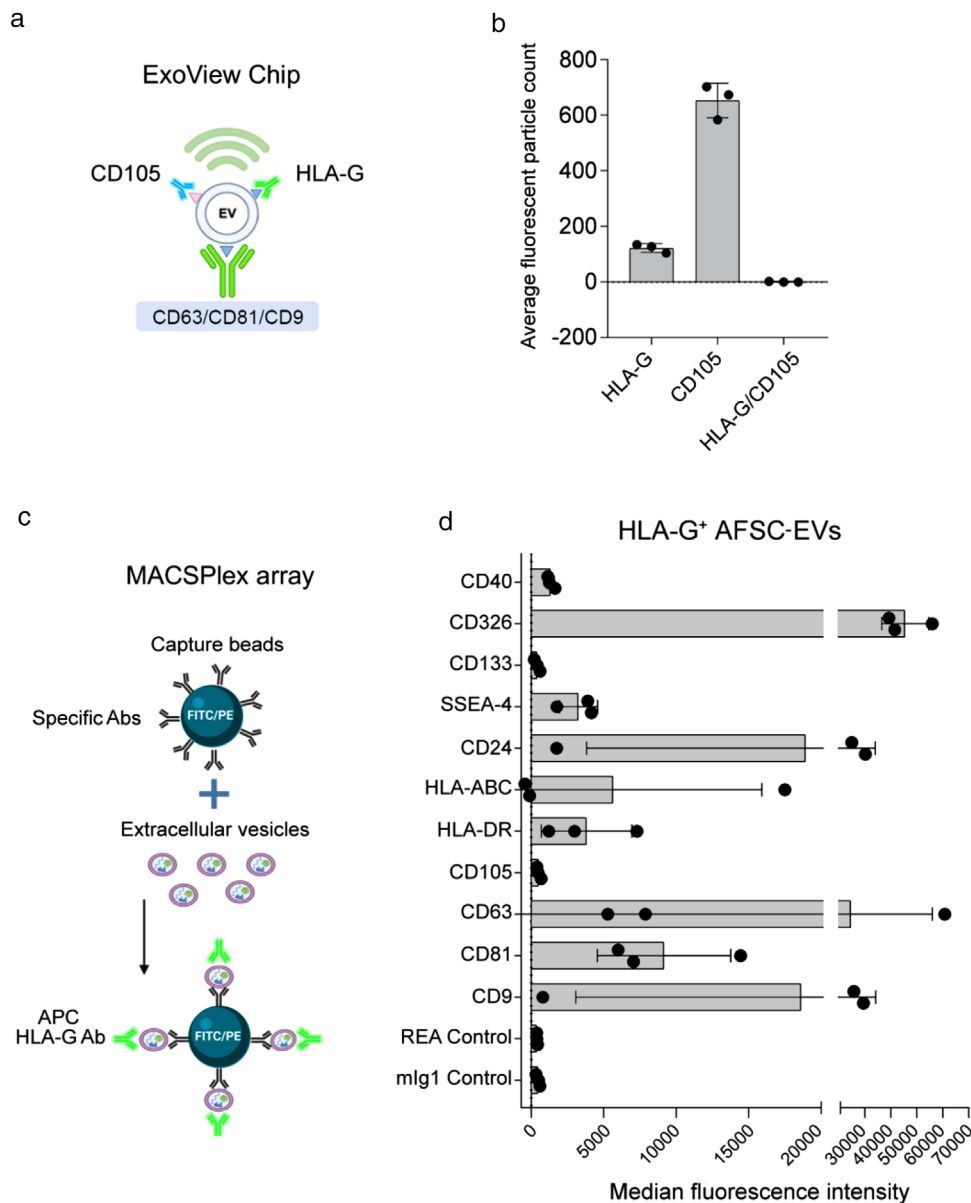 a
ExoView Chip
CD105
HLA-G
EV
CD63/CD81/CD9
b
Average fluorescent particle count
800
600
400
200
0
-200
HLA-G
CD105
HLA-G/CD105
c
MACSPlex array
Capture beads
Specific Abs
FITC/PE
Extracellular vesicles
APC
HLA-G Ab
FITC/PE
d
HLA-G+ AFSC-EVs
CD40
CD326
CD133
SSEA-4
CD24
HLA-ABC
HLA-DR
CD105
CD63
CD81
CD9
REA Control
mIg1 Control
0
5000
10000
15000
20000
30000
40000
50000
60000
70000
Median fluorescence intensity